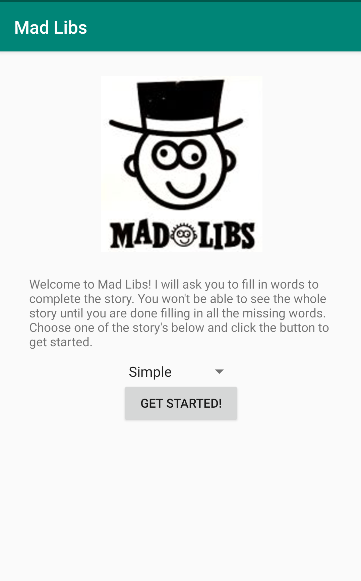 Mad Libs
MAD LIBS
Welcome to Mad Libs! I will ask you to fill in words to
complete the story. You won't be able to see the whole
story until you are done filling in all the missing words.
Choose one of the story's below and click the button to
get started.
Simple
GET STARTED!